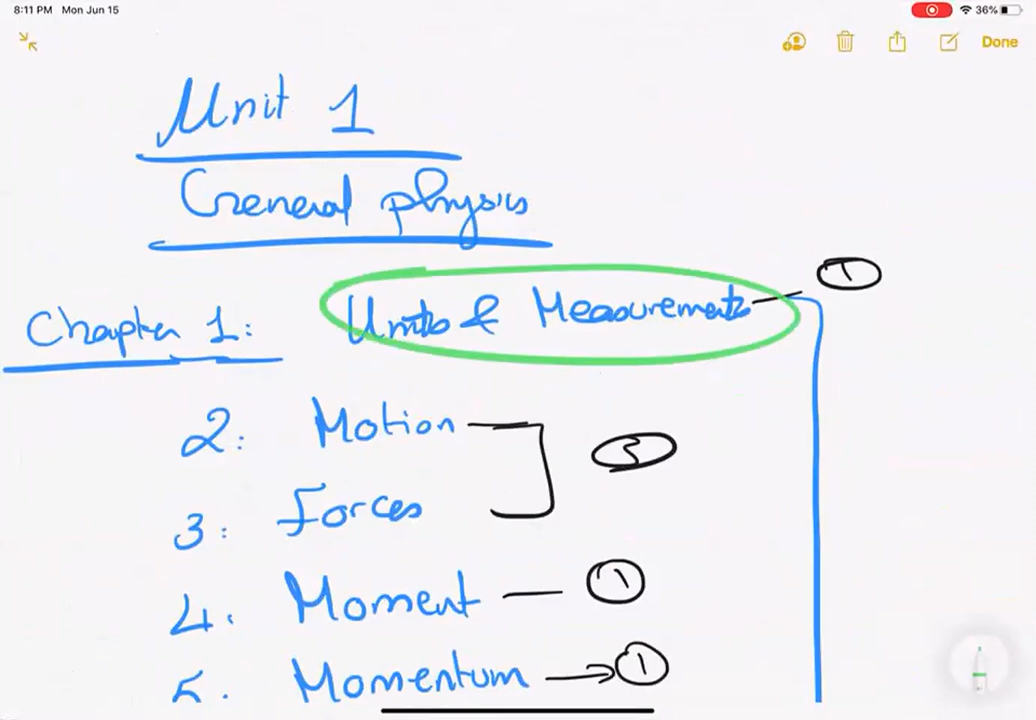 8:11 PM Mon Jun 15 36%
Done
Unit 1
General physics
Chapter 1: Units & Measurements 1
2: Motion
3
3: Forces
4. Moment 1
5. Momentum 1